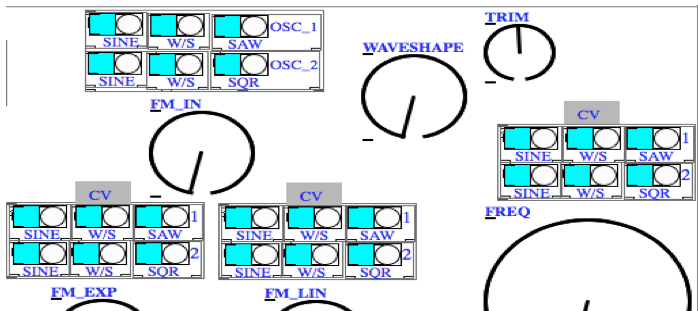 TRIM
SINE W/S SAW OSC_1
SINE W/S SQR OSC_2
WAVESHAPE
FM_IN
CV
SINE W/S SAW 1
SINE W/S SQR 2
CV
SINE W/S SAW 1
SINE W/S SQR 2
CV
SINE W/S SAW 1
SINE W/S SQR 2
FREQ
FM_EXP
FM_LIN